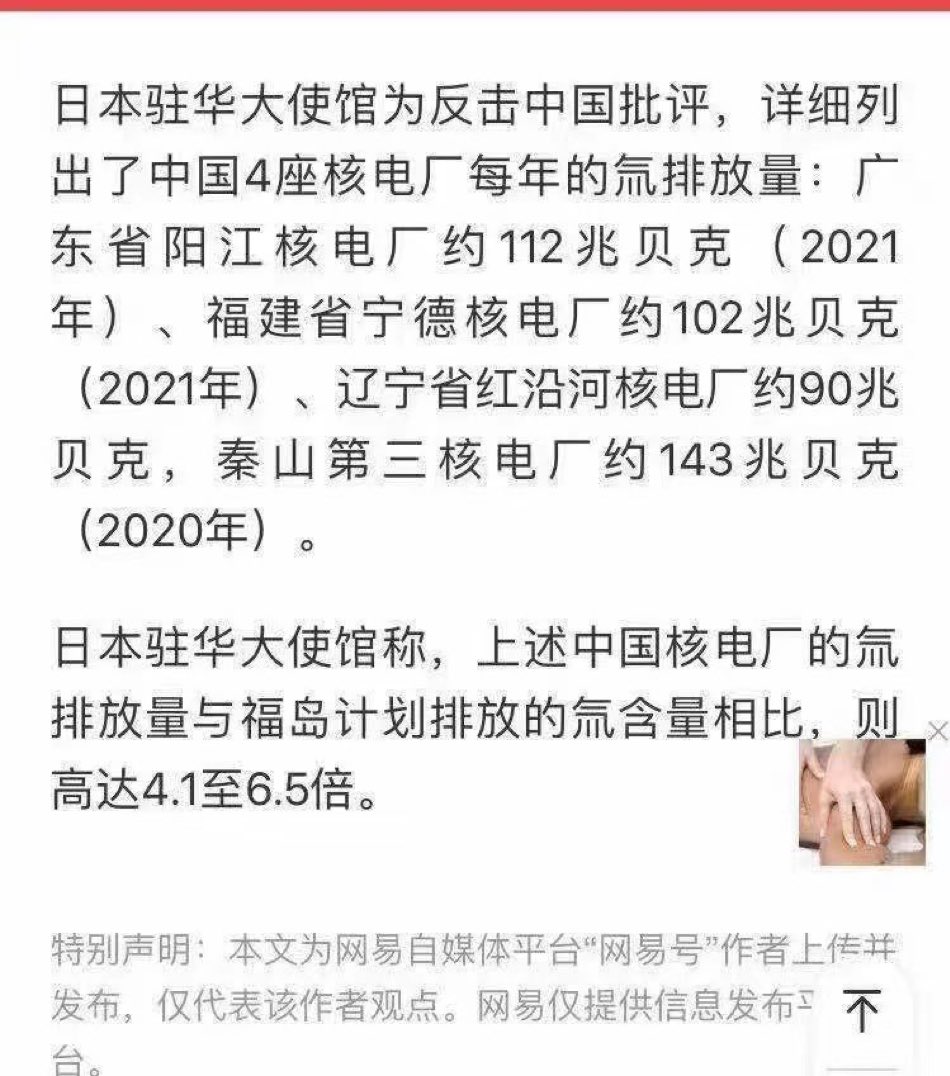 日本驻华大使馆为反击中国批评，详细列
出了中国4座核电厂每年的氚排放量：广
东省阳江核电厂约112兆贝克（2021
年）、福建省宁德核电厂约102兆贝克
（2021年）、辽宁省红沿河核电厂约90兆
贝克，秦山第三核电厂约143兆贝克
（2020年）。
日本驻华大使馆称，上述中国核电厂的氚
排放量与福岛计划排放的氚含量相比，则
高达4.1至6.5倍。
特别声明：本文为网易自媒体平台“网易号”作者上传并
发布，仅代表该作者观点。网易仅提供信息发布平
台。